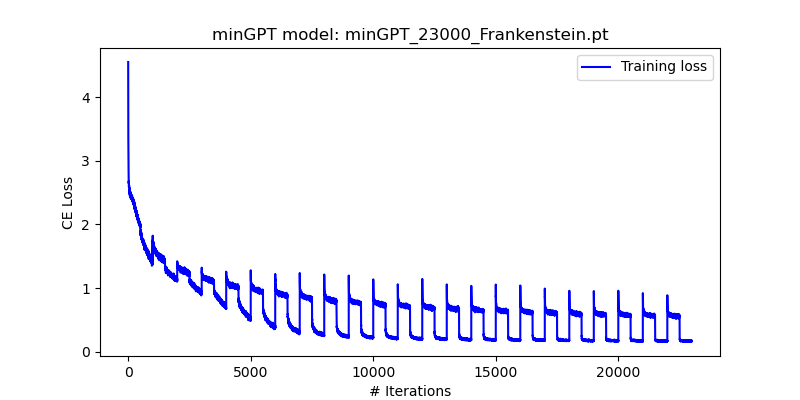 minGPT model: minGPT_23000_Frankenstein.pt
Training loss
CE Loss
4
3
2
1
0
0
5000
10000
15000
20000
# Iterations